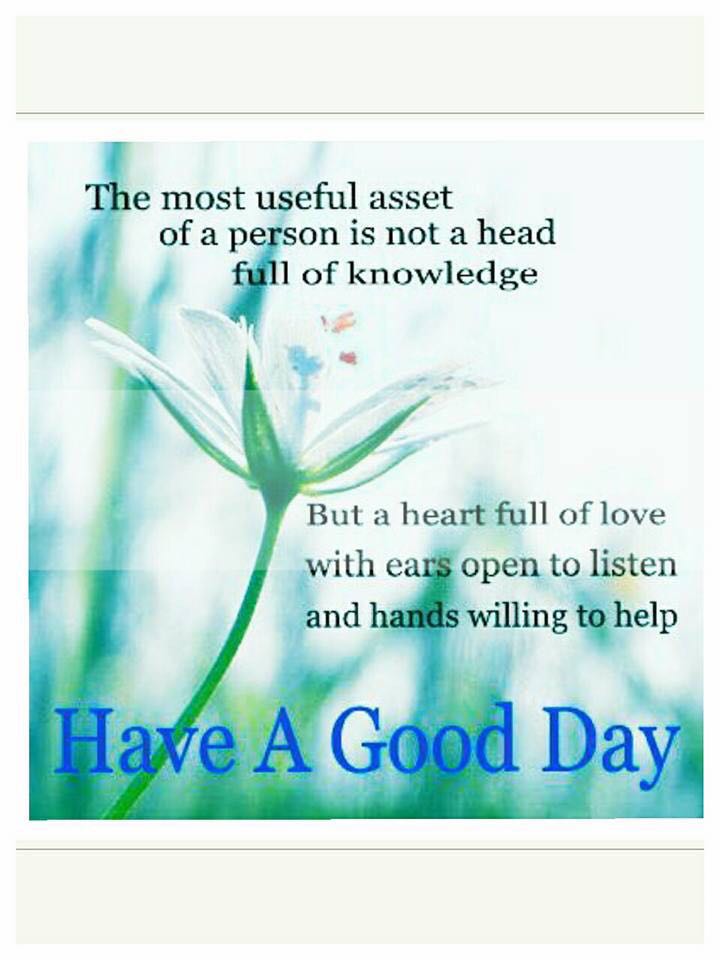 The most useful asset
of a person is not a head
full of knowledge
But a heart full of love
with ears open to listen
and hands willing to help
Have A Good Day